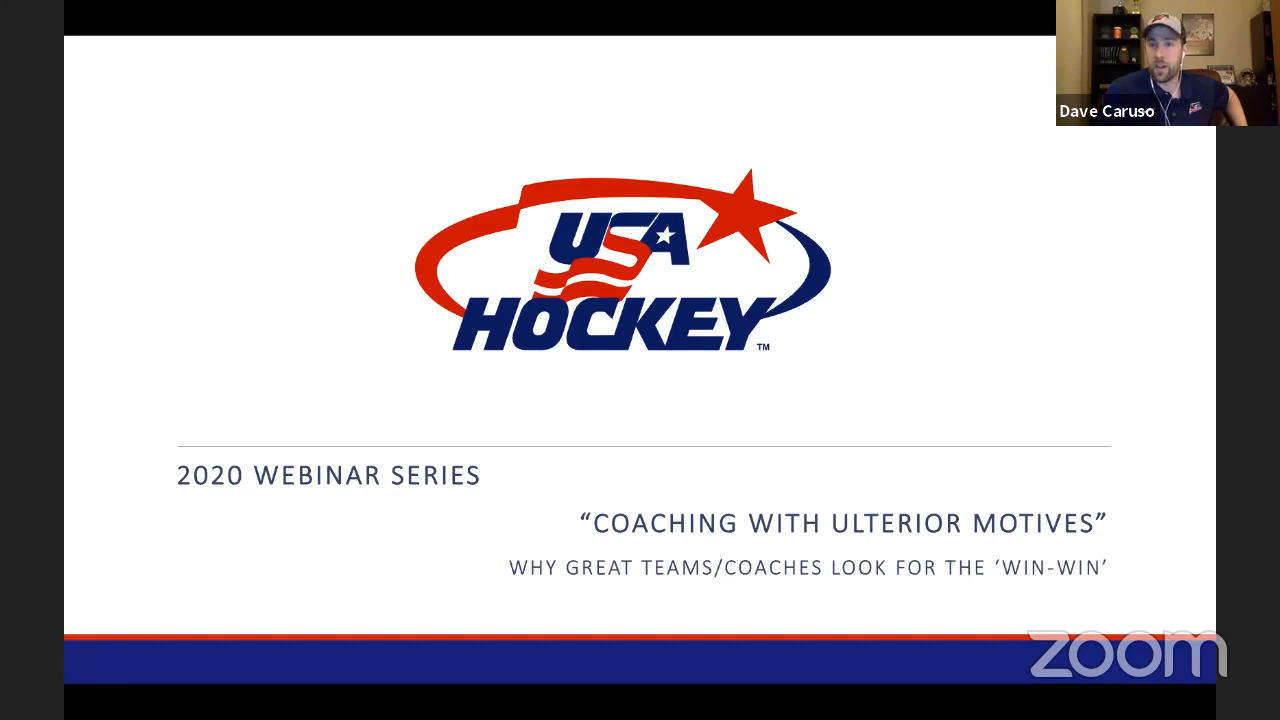 Dave Caruso
USA
HOCKEY
TM
2020 WEBINAR SERIES
“COACHING WITH ULTERIOR MOTIVES”
WHY GREAT TEAMS/COACHES LOOK FOR THE ‘WIN-WIN’
zoom